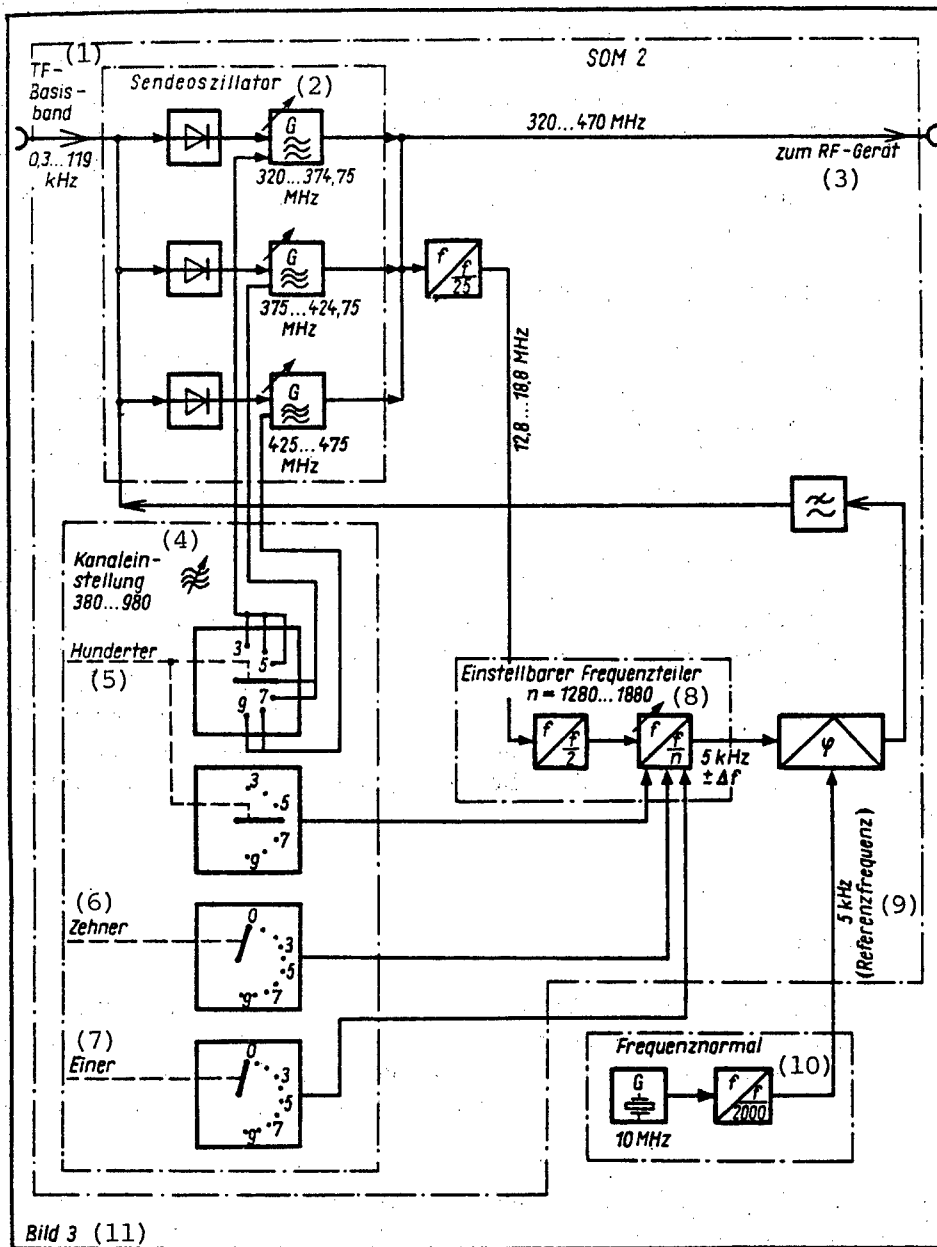 (1)
TF-
Basis-
band
0,3...119
kHz
SOM 2
Sendeoszillator (2)
G
320...374,75
MHz
G
375...424,75
MHz
G
425...475
MHz
320...470 MHz
zum RF-Gerät
(3)
f
f
25
12,8...18,8 MHz
(4)
Kanalein-
stellung
380...980
Hunderter
(5)
3
5
7
9
3
5
7
9
(6)
Zehner
0
3
5
7
9
(7)
Einer
0
3
5
7
9
Einstellbarer Frequenzteiler
n = 1280...1880 (8)
f
f
2
f
f
n
5 kHz
± Δf
φ
5 kHz
(Referenzfrequenz)
(9)
Frequenznormal
G
10 MHz
f
f
2000
(10)
Bild 3 (11)